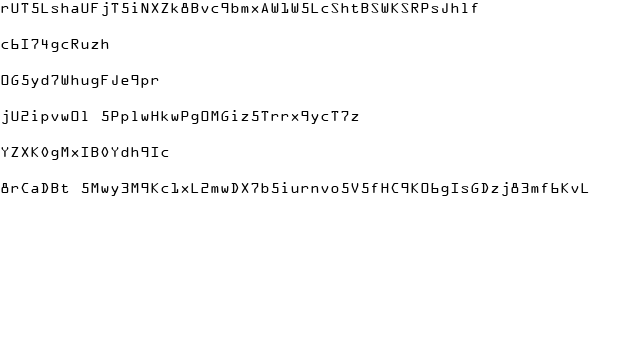 rUT5LshaUFjT5iNXZk8Bvc9bmxAW1W5LcShtBSWKSRPsJhlf
c6I74gcRuzh
OG5yd7WhugFJe9pr
jU2ipvwOl 5PplwHkwPgOMGiz5Trrx9ycT7z
YZXK0gMxIB0Ydh9Ic
8rCaDBt 5Mwy3M9Kc1xL2mwDX7b5iurnvo5V5fHC9KO6gIsGDzj83mf6KvL